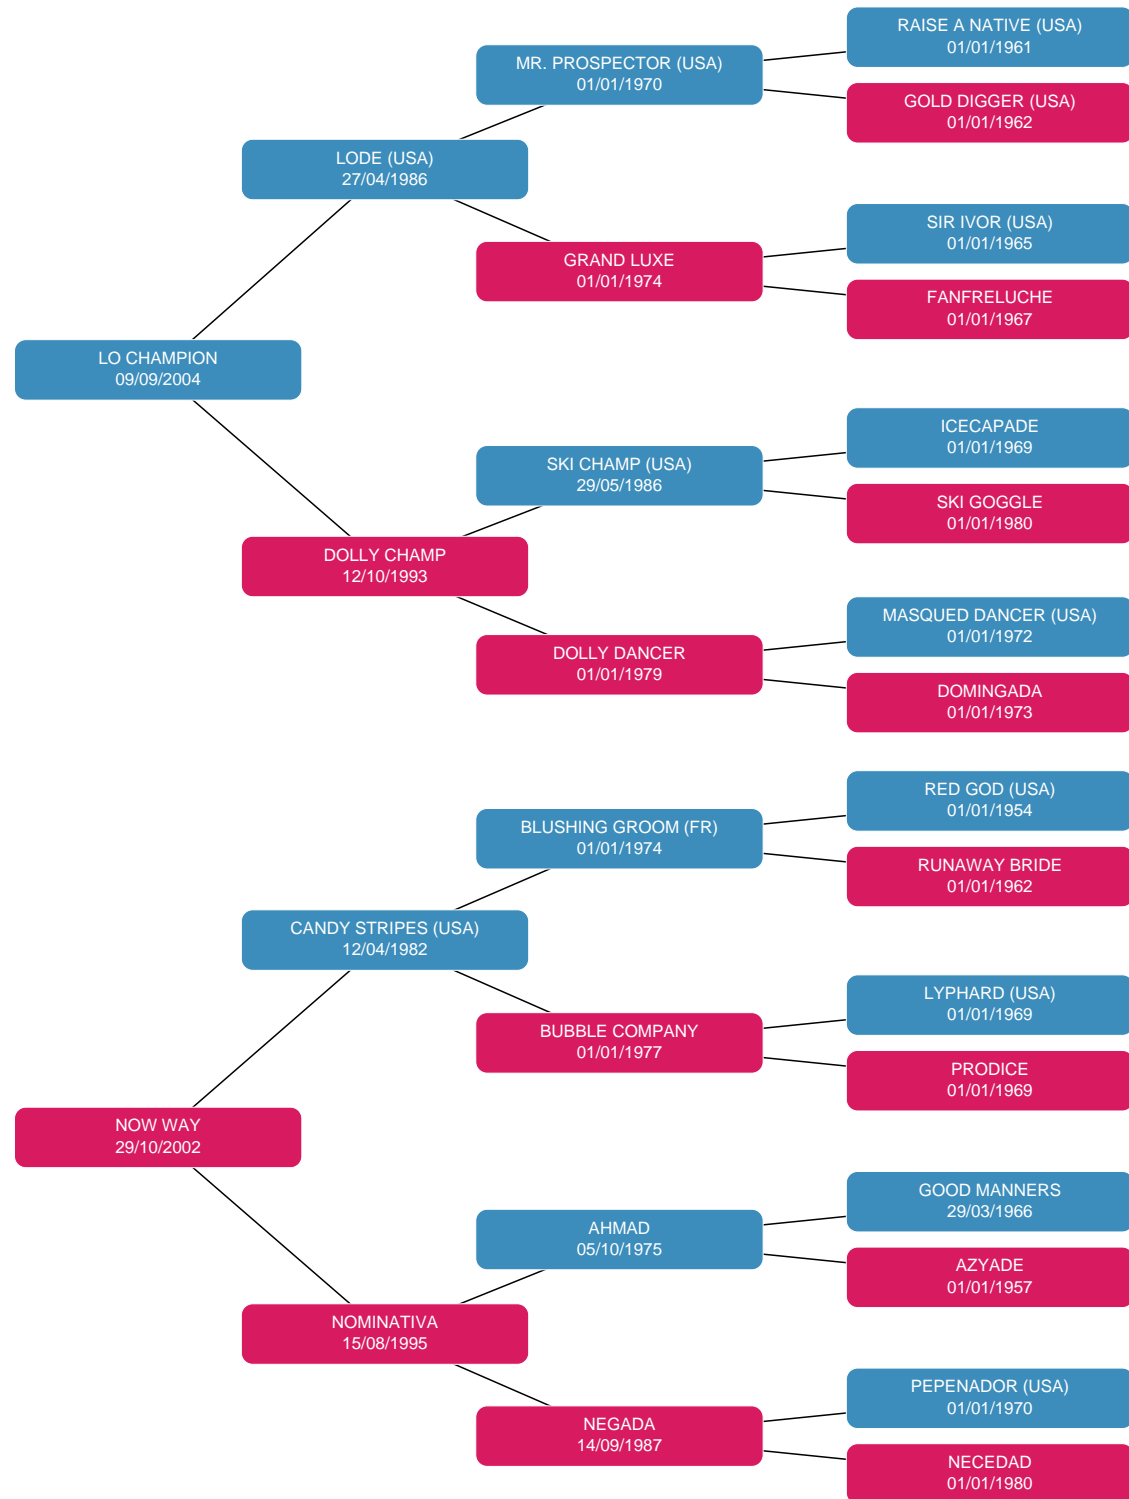 RAISE A NATIVE (USA)
01/01/1961
MR. PROSPECTOR (USA)
01/01/1970
GOLD DIGGER (USA)
01/01/1962
LODE (USA)
27/04/1986
SIR IVOR (USA)
01/01/1965
GRAND LUXE
01/01/1974
FANFRELUCHE
01/01/1967
LO CHAMPION
09/09/2004
ICECAPADE
01/01/1969
SKI CHAMP (USA)
29/05/1986
SKI GOGGLE
01/01/1980
DOLLY CHAMP
12/10/1993
MASQUED DANCER (USA)
01/01/1972
DOLLY DANCER
01/01/1979
DOMINGADA
01/01/1973
RED GOD (USA)
01/01/1954
BLUSHING GROOM (FR)
01/01/1974
RUNAWAY BRIDE
01/01/1962
CANDY STRIPES (USA)
12/04/1982
LYPHARD (USA)
01/01/1969
BUBBLE COMPANY
01/01/1977
PRODICE
01/01/1969
NOW WAY
29/10/2002
GOOD MANNERS
29/03/1966
AHMAD
05/10/1975
AZYADE
01/01/1957
NOMINATIVA
15/08/1995
PEPENADOR (USA)
01/01/1970
NEGADA
14/09/1987
NECEDAD
01/01/1980